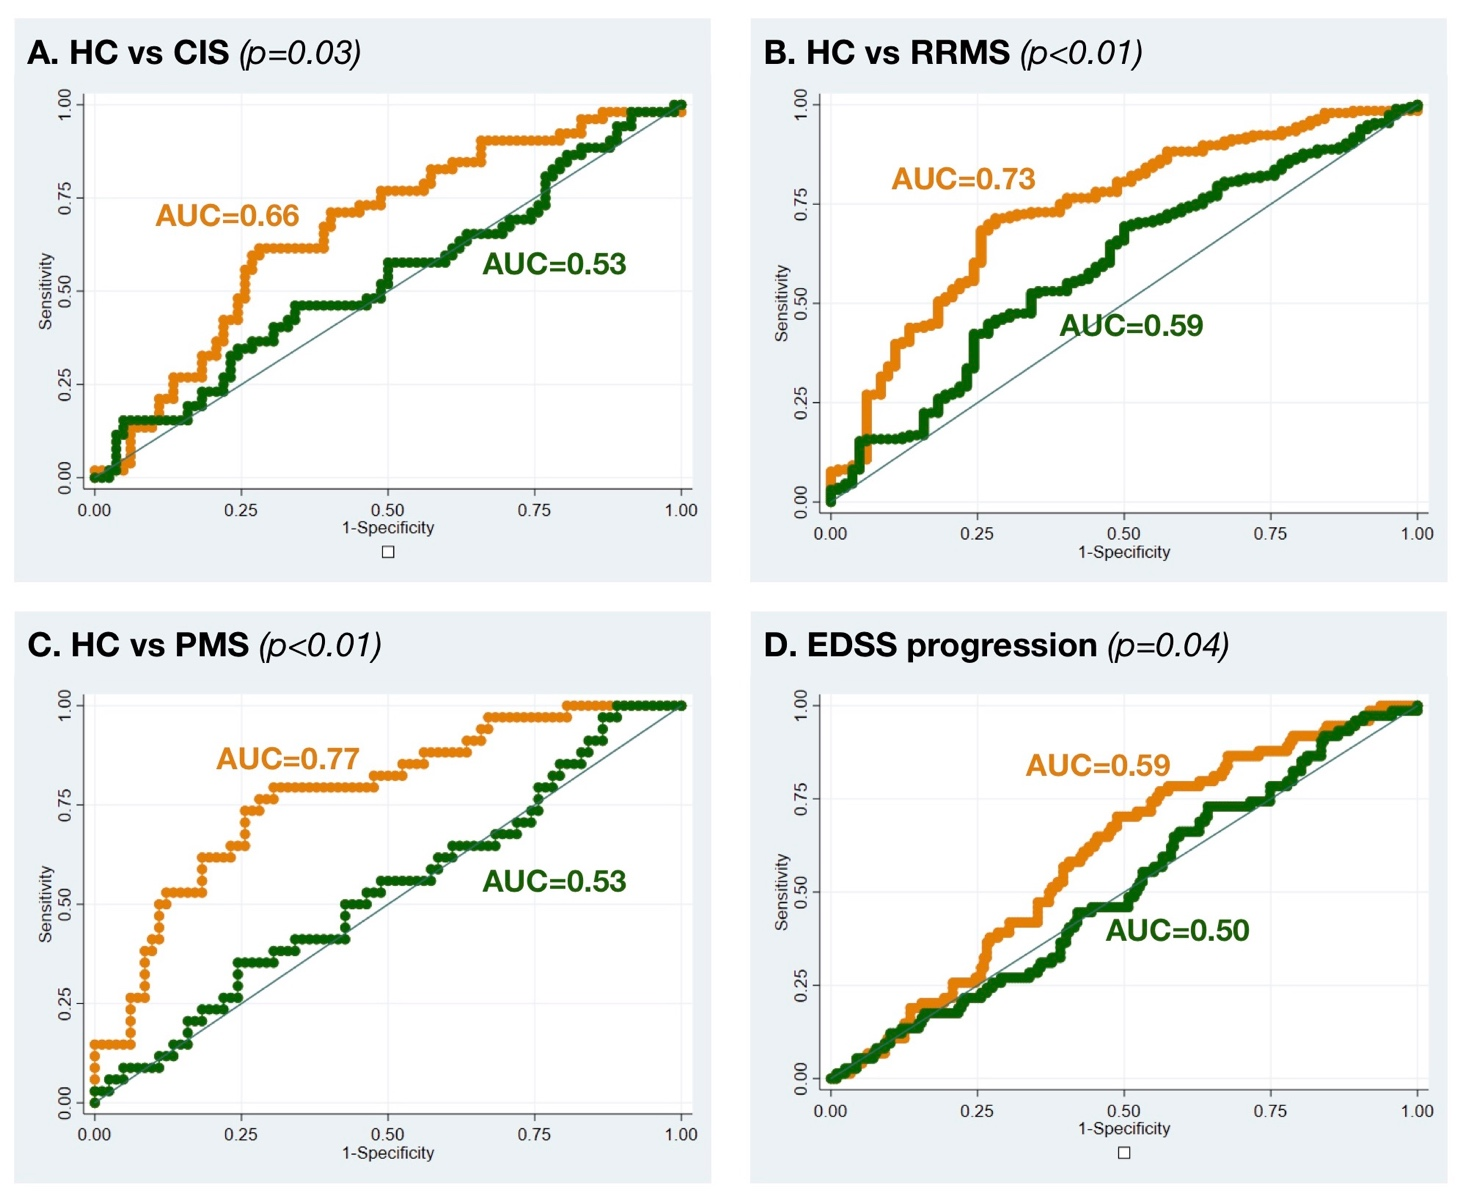 A. HC vs CIS (p=0.03)
1.00
0.75
0.50
0.25
0.00
Sensitivity
AUC=0.66
AUC=0.53
0.00 0.25 0.50 0.75 1.00
1-Specificity
B. HC vs RRMS (p<0.01)
1.00
0.75
0.50
0.25
0.00
Sensitivity
AUC=0.73
AUC=0.59
0.00 0.25 0.50 0.75 1.00
1-Specificity
C. HC vs PMS (p<0.01)
1.00
0.75
0.50
0.25
0.00
Sensitivity
AUC=0.77
AUC=0.53
0.00 0.25 0.50 0.75 1.00
1-Specificity
D. EDSS progression (p=0.04)
1.00
0.75
0.50
0.25
0.00
Sensitivity
AUC=0.59
AUC=0.50
0.00 0.25 0.50 0.75 1.00
1-Specificity